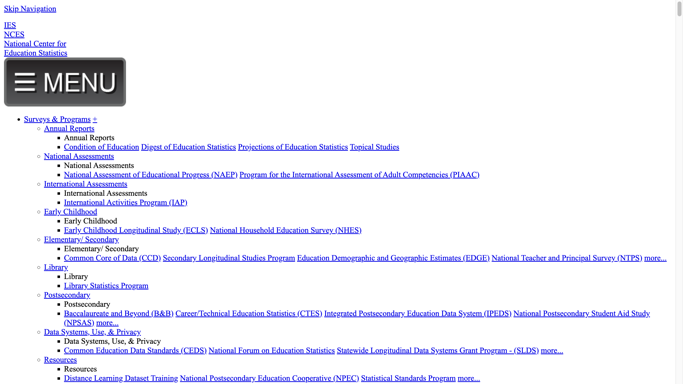 Skip Navigation
IES
NCES
National Center for
Education Statistics
☰ MENU
Surveys & Programs +
Annual Reports
Annual Reports
Condition of Education Digest of Education Statistics Projections of Education Statistics Topical Studies
National Assessments
National Assessments
National Assessment of Educational Progress (NAEP) Program for the International Assessment of Adult Competencies (PIAAC)
International Assessments
International Assessments
International Activities Program (IAP)
Early Childhood
Early Childhood
Early Childhood Longitudinal Study (ECLS) National Household Education Survey (NHES)
Elementary/ Secondary
Elementary/ Secondary
Common Core of Data (CCD) Secondary Longitudinal Studies Program Education Demographic and Geographic Estimates (EDGE) National Teacher and Principal Survey (NTPS) more...
Library
Library
Library Statistics Program
Postsecondary
Postsecondary
Baccalaureate and Beyond (B&B) Career/Technical Education Statistics (CTES) Integrated Postsecondary Education Data System (IPEDS) National Postsecondary Student Aid Study
(NPSAS) more...
Data Systems, Use, & Privacy
Data Systems, Use, & Privacy
Common Education Data Standards (CEDS) National Forum on Education Statistics Statewide Longitudinal Data Systems Grant Program - (SLDS) more...
Resources
Resources
Distance Learning Dataset Training National Postsecondary Education Cooperative (NPEC) Statistical Standards Program more...